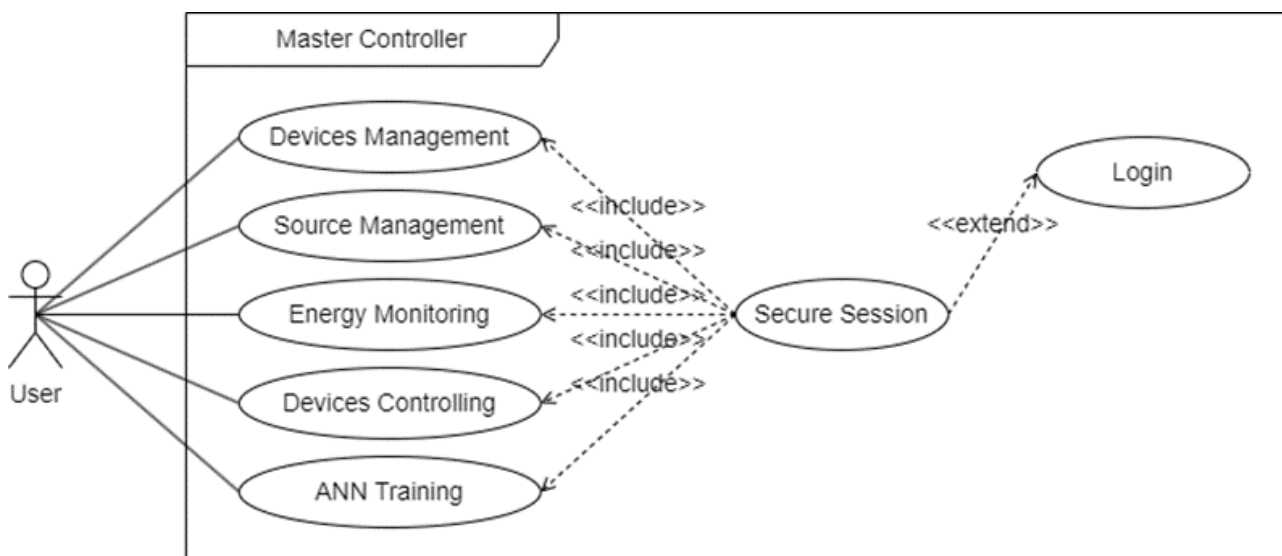 Master Controller
Devices Management
Login
<<include>>
Source Management
<<extend>>
<<include>>
<<include>>
Energy Monitoring
Secure Session
<<include>>
<<include>>
User
Devices Controlling
ANN Training